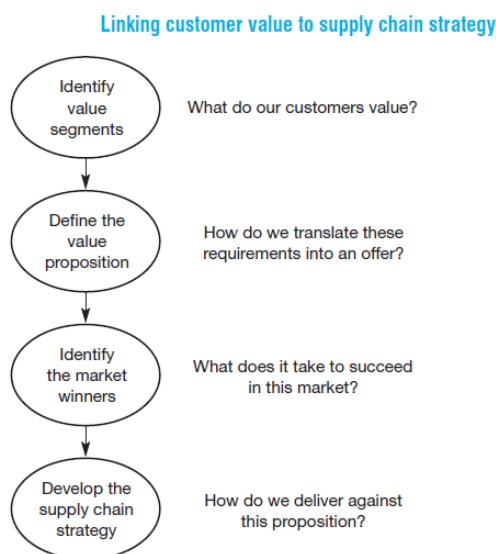 Linking customer value to supply chain strategy
Identify
value
segments
What do our customers value?
Define the
value
proposition
How do we translate these
requirements into an offer?
Identify
the market
winners
What does it take to succeed
in this market?
Develop the
supply chain
strategy
How do we deliver against
this proposition?